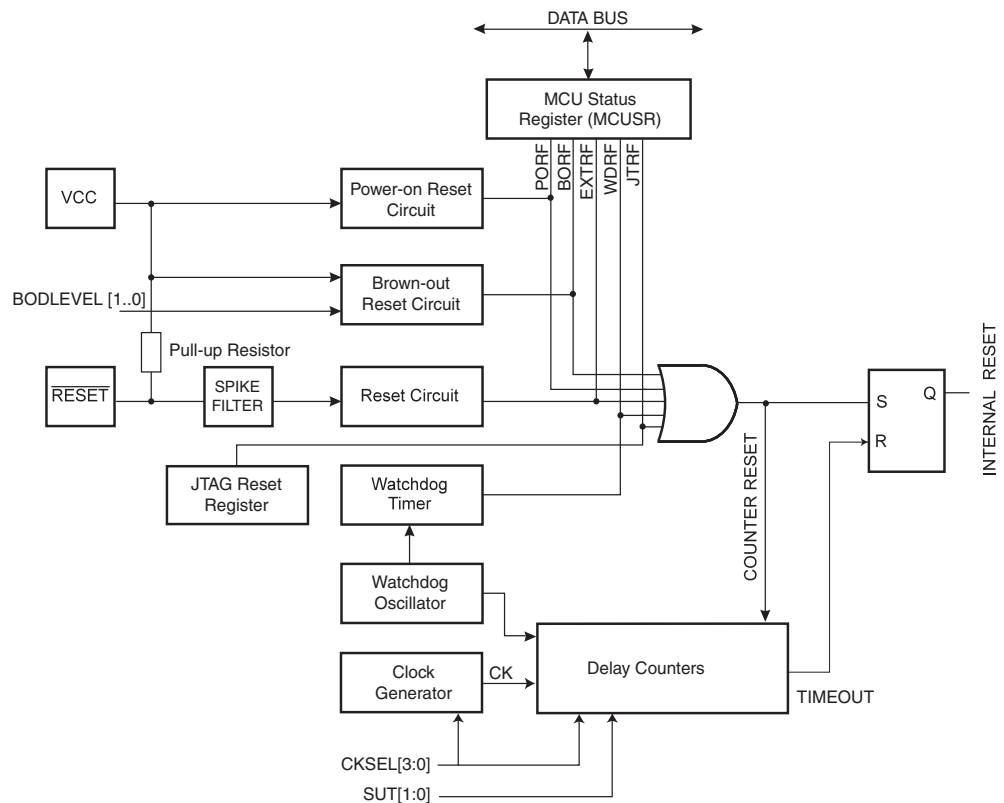 DATA BUS
MCU Status
Register (MCUSR)
PORF
BORF
EXTRF
WDRF
JTRF
VCC
Power-on Reset
Circuit
Brown-out
Reset Circuit
BODLEVEL [1..0]
Pull-up Resistor
RESET
SPIKE
FILTER
Reset Circuit
JTAG Reset
Register
Watchdog
Timer
Watchdog
Oscillator
Clock
Generator
CK
Delay Counters
CKSEL[3:0]
SUT[1:0]
COUNTER RESET
TIMEOUT
S
R
Q
INTERNAL RESET